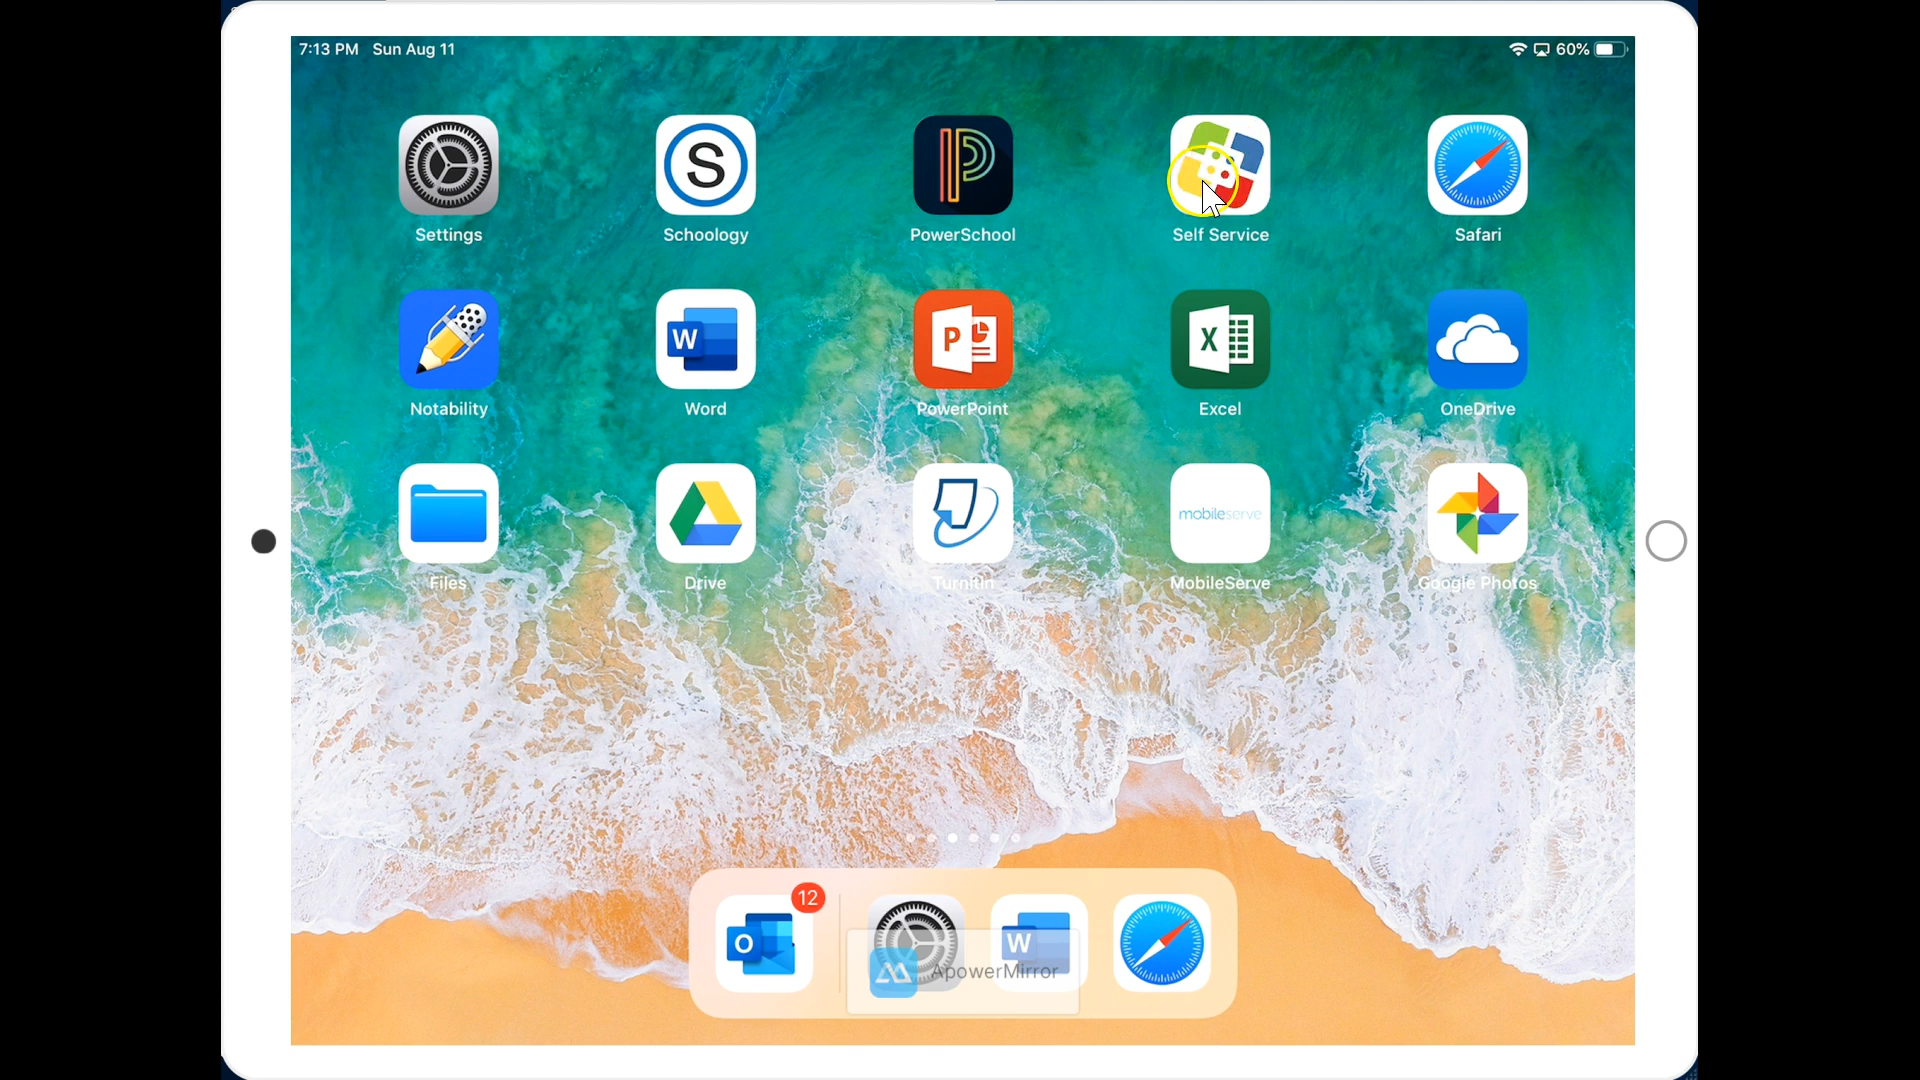 7:13 PM Sun Aug 11 60%
S
Settings Schoology PowerSchool Self Service Safari
W P X
Notability Word PowerPoint Excel OneDrive
mobileserve
Files Drive Turnitin MobileServe Google Photos
12
O W
ApowerMirror